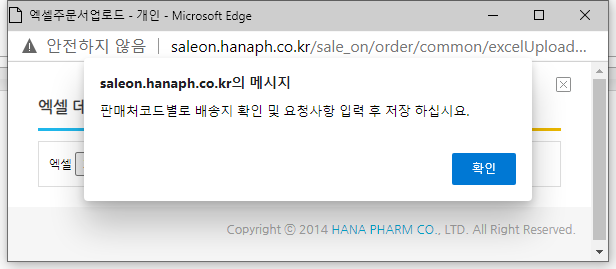 엑셀주문서업로드 - 개인 - Microsoft Edge
안전하지 않음 | saleon.hanaph.co.kr/sale_on/order/common/excelUpload...
saleon.hanaph.co.kr의 메시지
판매처코드별로 배송지 확인 및 요청사항 입력 후 저장 하십시요.
확인
엑셀 데
엑셀
Copyright ⓒ 2014 HANA PHARM CO., LTD. All Right Reserved.